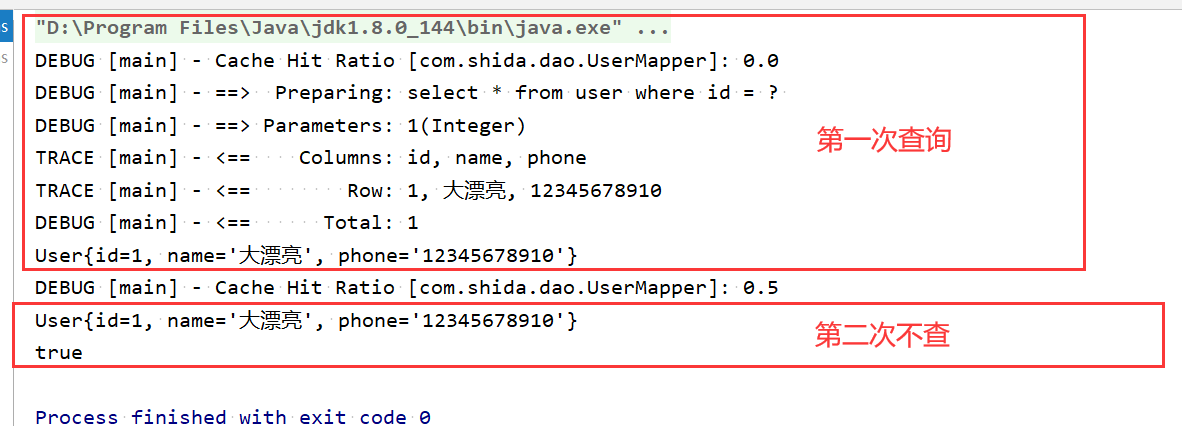 "D:\Program Files\Java\jdk1.8.0_144\bin\java.exe" ...
DEBUG [main] - Cache Hit Ratio [com.shida.dao.UserMapper]: 0.0
DEBUG [main] - ==>  Preparing: select * from user where id = ?
DEBUG [main] - ==> Parameters: 1(Integer)
第一次查询
TRACE [main] - <==    Columns: id, name, phone
TRACE [main] - <==        Row: 1, 大漂亮, 12345678910
DEBUG [main] - <==      Total: 1
User{id=1, name='大漂亮', phone='12345678910'}
DEBUG [main] - Cache Hit Ratio [com.shida.dao.UserMapper]: 0.5
User{id=1, name='大漂亮', phone='12345678910'}
第二次不查
true
Process finished with exit code 0